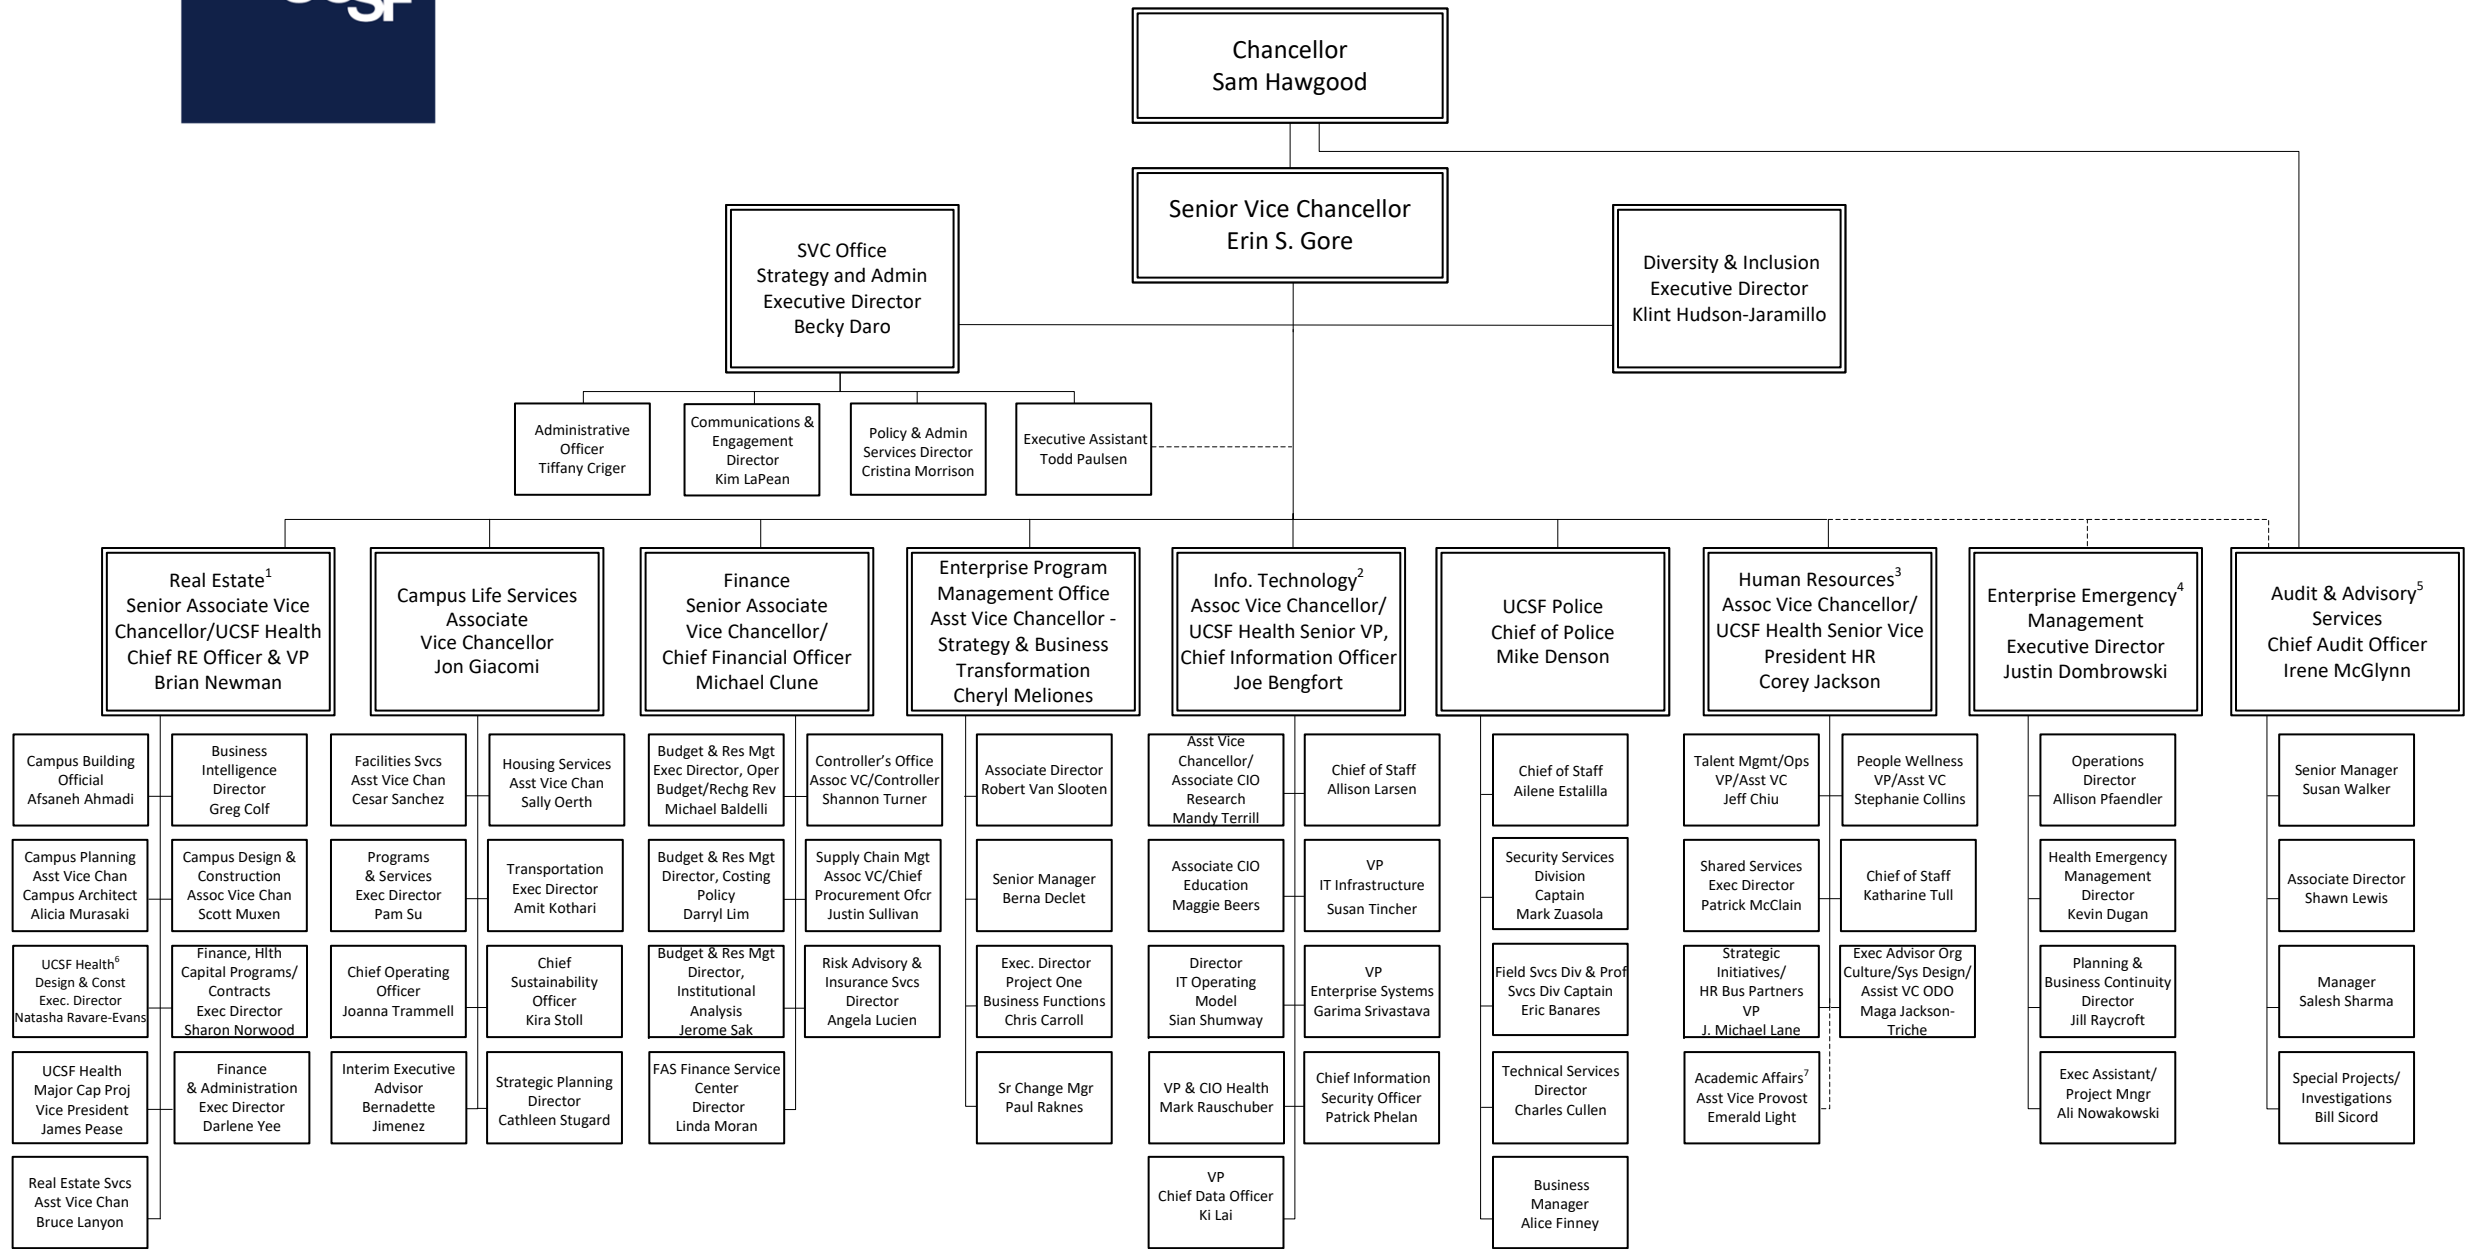 UCSF
Chancellor
Sam Hawgood
Senior Vice Chancellor
Erin S. Gore
SVC Office
Strategy and Admin
Executive Director
Becky Daro
Diversity & Inclusion
Executive Director
Klint Hudson-Jaramillo
Administrative
Officer
Tiffany Criger
Communications &
Engagement
Director
Kim LaPean
Policy & Admin
Services Director
Cristina Morrison
Executive Assistant
Todd Paulsen
Real Estate1
Senior Associate Vice
Chancellor/UCSF Health
Chief RE Officer & VP
Brian Newman
Campus Life Services
Associate
Vice Chancellor
Jon Giacomi
Finance
Senior Associate
Vice Chancellor/
Chief Financial Officer
Michael Clune
Enterprise Program
Management Office
Asst Vice Chancellor -
Strategy & Business
Transformation
Cheryl Meliones
Info. Technology2
Assoc Vice Chancellor/
UCSF Health Senior VP,
Chief Information Officer
Joe Bengfort
UCSF Police
Chief of Police
Mike Denson
Human Resources3
Assoc Vice Chancellor/
UCSF Health Senior Vice
President HR
Corey Jackson
Enterprise Emergency4
Management
Executive Director
Justin Dombrowski
Audit & Advisory5
Services
Chief Audit Officer
Irene McGlynn
Campus Building
Official
Afsaneh Ahmadi
Business
Intelligence
Director
Greg Colf
Campus Planning
Asst Vice Chan
Campus Architect
Alicia Murasaki
Campus Design &
Construction
Assoc Vice Chan
Scott Muxen
UCSF Health6
Design & Const
Exec. Director
Natasha Ravare-Evans
Finance, Hlth
Capital Programs/
Contracts
Exec Director
Sharon Norwood
UCSF Health
Major Cap Proj
Vice President
James Pease
Finance
& Administration
Exec Director
Darlene Yee
Real Estate Svcs
Asst Vice Chan
Bruce Lanyon
Facilities Svcs
Asst Vice Chan
Cesar Sanchez
Housing Services
Asst Vice Chan
Sally Oerth
Programs
& Services
Exec Director
Pam Su
Transportation
Exec Director
Amit Kothari
Chief Operating
Officer
Joanna Trammell
Chief
Sustainability
Officer
Kira Stoll
Interim Executive
Advisor
Bernadette
Jimenez
Strategic Planning
Director
Cathleen Stugard
Budget & Res Mgt
Exec Director, Oper
Budget/Rechg Rev
Michael Baldelli
Controller's Office
Assoc VC/Controller
Shannon Turner
Budget & Res Mgt
Director, Costing
Policy
Darryl Lim
Supply Chain Mgt
Assoc VC/Chief
Procurement Ofcr
Justin Sullivan
Budget & Res Mgt
Director,
Institutional
Analysis
Jerome Sak
Risk Advisory &
Insurance Svcs
Director
Angela Lucien
FAS Finance Service
Center
Director
Linda Moran
Associate Director
Robert Van Slooten
Senior Manager
Berna Declet
Exec. Director
Project One
Business Functions
Chris Carroll
Sr Change Mgr
Paul Raknes
Asst Vice
Chancellor/
Associate CIO
Research
Mandy Terrill
Chief of Staff
Allison Larsen
Associate CIO
Education
Maggie Beers
VP
IT Infrastructure
Susan Tincher
Director
IT Operating
Model
Sian Shumway
VP
Enterprise Systems
Garima Srivastava
VP & CIO Health
Mark Rauschuber
Chief Information
Security Officer
Patrick Phelan
VP
Chief Data Officer
Ki Lai
Chief of Staff
Ailene Estalilla
Security Services
Division
Captain
Mark Zuasola
Field Svcs Div & Prof
Svcs Div Captain
Eric Banares
Technical Services
Director
Charles Cullen
Business
Manager
Alice Finney
Talent Mgmt/Ops
VP/Asst VC
Jeff Chiu
People Wellness
VP/Asst VC
Stephanie Collins
Shared Services
Exec Director
Patrick McClain
Chief of Staff
Katharine Tull
Strategic
Initiatives/
HR Bus Partners
VP
J. Michael Lane
Exec Advisor Org
Culture/Sys Design/
Assist VC ODO
Maga Jackson-
Triche
Academic Affairs7
Asst Vice Provost
Emerald Light
Operations
Director
Allison Pfaendler
Health Emergency
Management
Director
Kevin Dugan
Planning &
Business Continuity
Director
Jill Raycroft
Exec Assistant/
Project Mngr
Ali Nowakowski
Senior Manager
Susan Walker
Associate Director
Shawn Lewis
Manager
Salesh Sharma
Special Projects/
Investigations
Bill Sicord